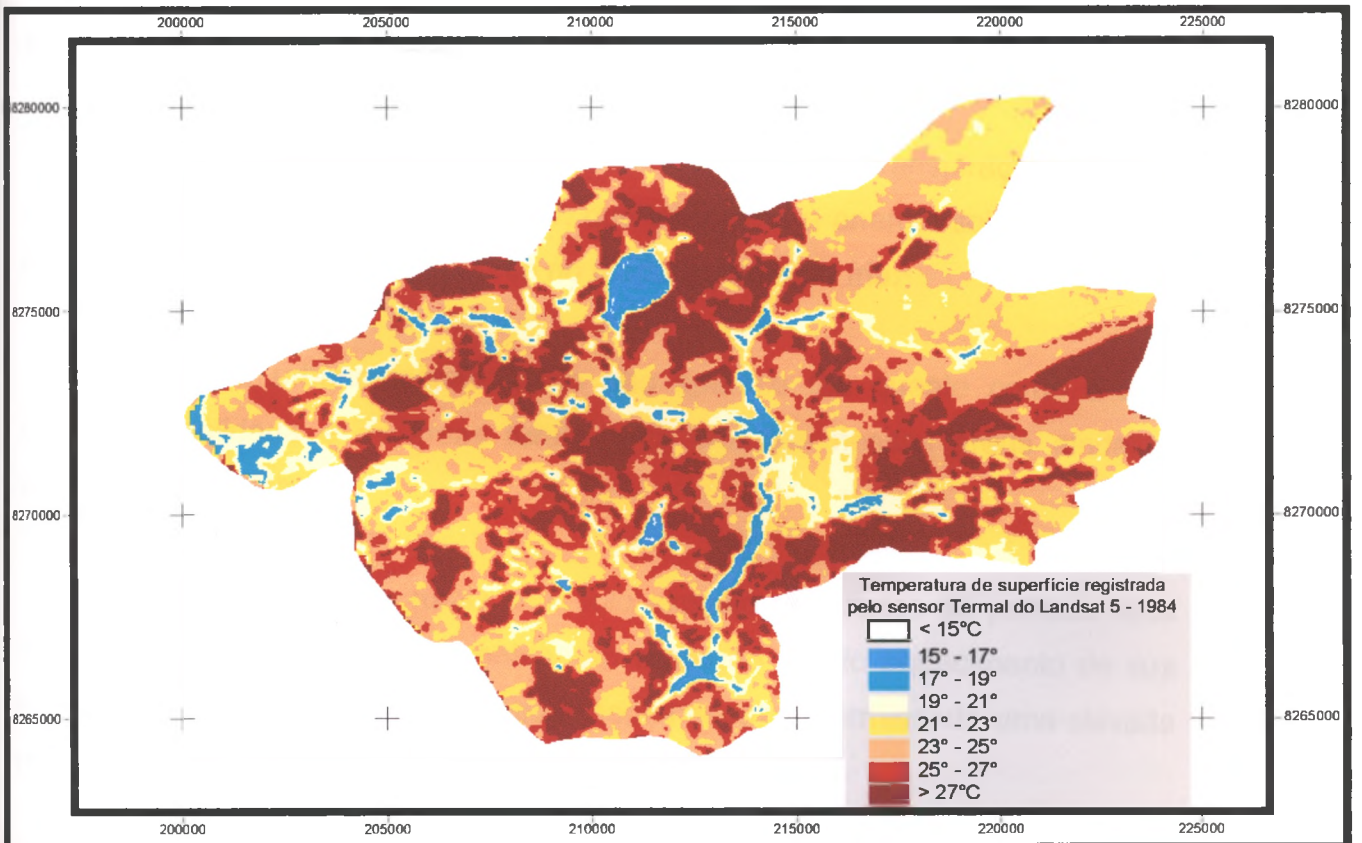 200000 205000 210000 215000 220000 225000
200000 205000 210000 215000 220000 225000
8280000 8280000
8275000 8275000
8270000 8270000
8265000 8265000
Temperatura de superfície registrada
pelo sensor Termal do Landsat 5 - 1984
< 15°C
15° - 17°
17° - 19°
19° - 21°
21° - 23°
23° - 25°
25° - 27°
> 27°C